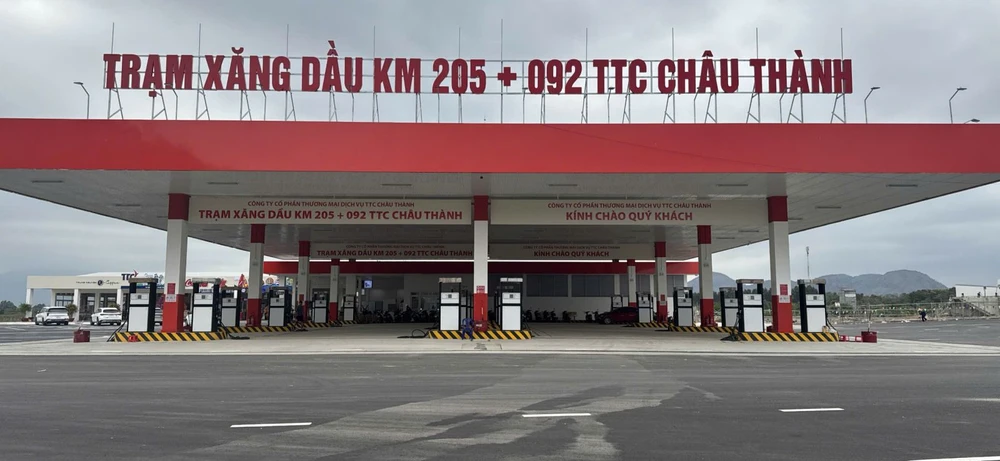 TRẠM XĂNG DẦU KM 205 + 092 TTC CHÂU THÀNH
CÔNG TY CỔ PHẦN THƯƠNG MẠI DỊCH VỤ TTC CHÂU THÀNH
TRẠM XĂNG DẦU KM 205 + 092 TTC CHÂU THÀNH
CÔNG TY CỔ PHẦN THƯƠNG MẠI DỊCH VỤ TTC CHÂU THÀNH
KÍNH CHÀO QUÝ KHÁCH
TRẠM XĂNG DẦU KM 205 + 092 TTC CHÂU THÀNH
KÍNH CHÀO QUÝ KHÁCH
TTC